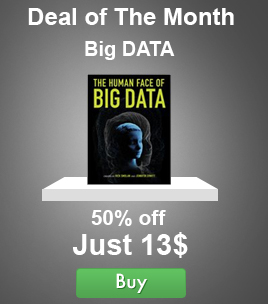 Deal of The Month
Big DATA
THE HUMAN FACE OF
BIG DATA
50% off
Just 13$
Buy